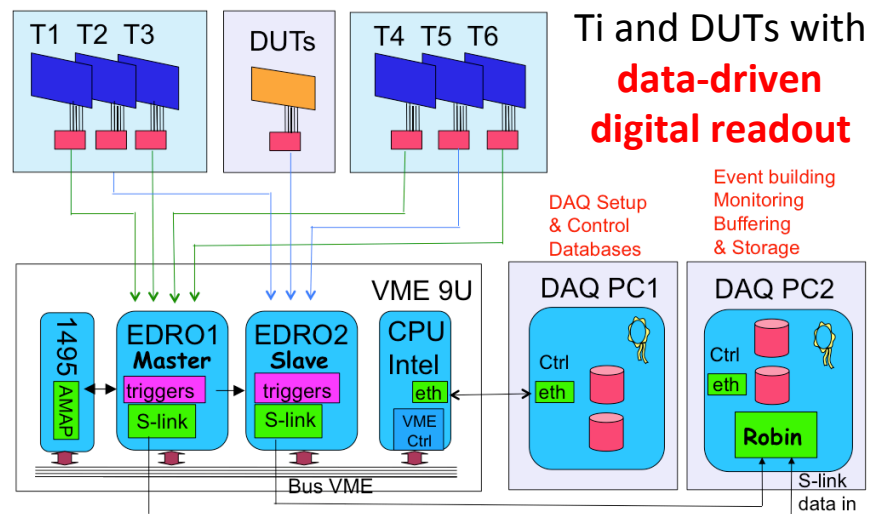 T1 T2 T3
DUTs
T4 T5 T6
Ti and DUTs with
data-driven
digital readout
DAQ Setup
& Control
Databases
Event building
Monitoring
Buffering
& Storage
VME 9U
1495
AMAP
EDRO1
Master
triggers
S-link
EDRO2
Slave
triggers
S-link
CPU
Intel
eth
VME
Ctrl
Bus VME
DAQ PC1
Ctrl
eth
DAQ PC2
Ctrl
eth
Robin
S-link
data in